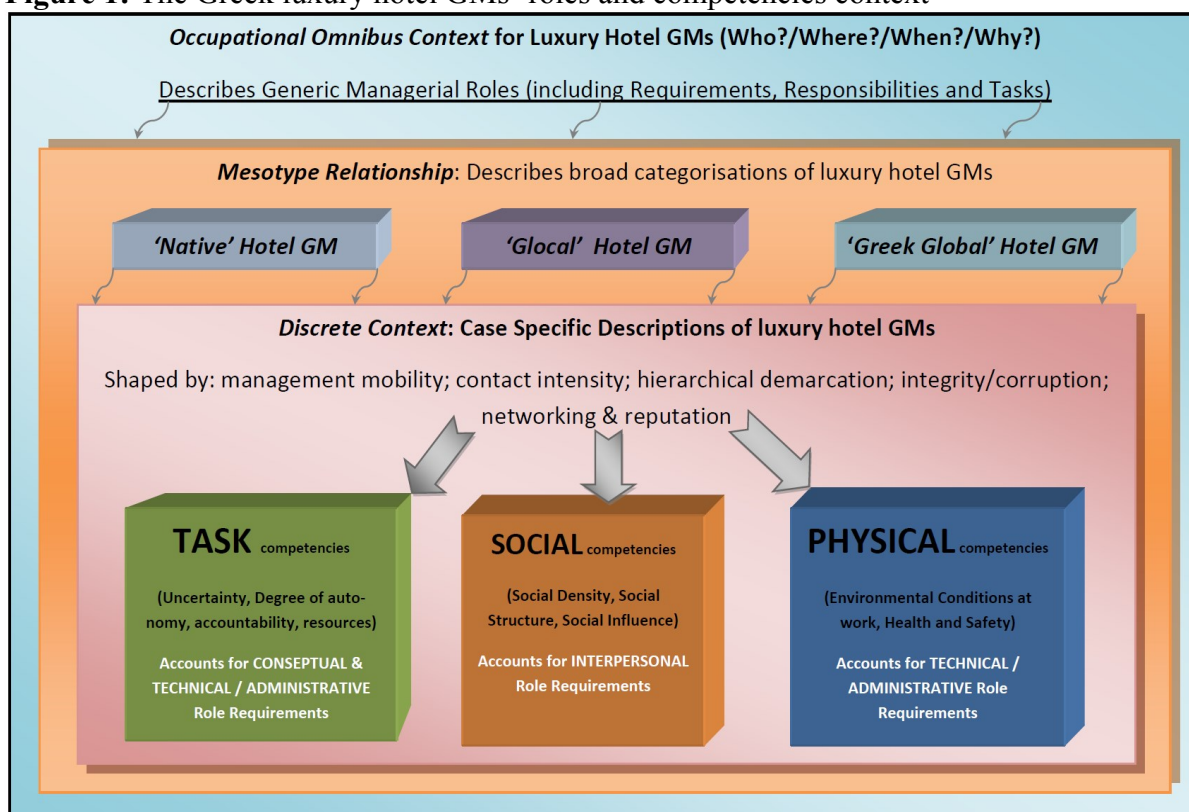 Figure 1: The Greek luxury hotel GMs' roles and competencies context
Occupational Omnibus Context for Luxury Hotel GMs (Who?/Where?/When?/Why?)
Describes Generic Managerial Roles (including Requirements, Responsibilities and Tasks)
Mesotype Relationship: Describes broad categorisations of luxury hotel GMs
‘Native’ Hotel GM
‘Glocal’ Hotel GM
‘Greek Global’ Hotel GM
Discrete Context: Case Specific Descriptions of luxury hotel GMs
Shaped by: management mobility; contact intensity; hierarchical demarcation; integrity/corruption;
networking & reputation
TASK competencies
(Uncertainty, Degree of auto-
nomy, accountability, resources)
Accounts for CONSEPTUAL &
TECHNICAL / ADMINISTRATIVE
Role Requirements
SOCIAL competencies
(Social Density, Social
Structure, Social Influence)
Accounts for INTERPERSONAL
Role Requirements
PHYSICAL competencies
(Environmental Conditions at
work, Health and Safety)
Accounts for TECHNICAL /
ADMINISTRATIVE Role
Requirements